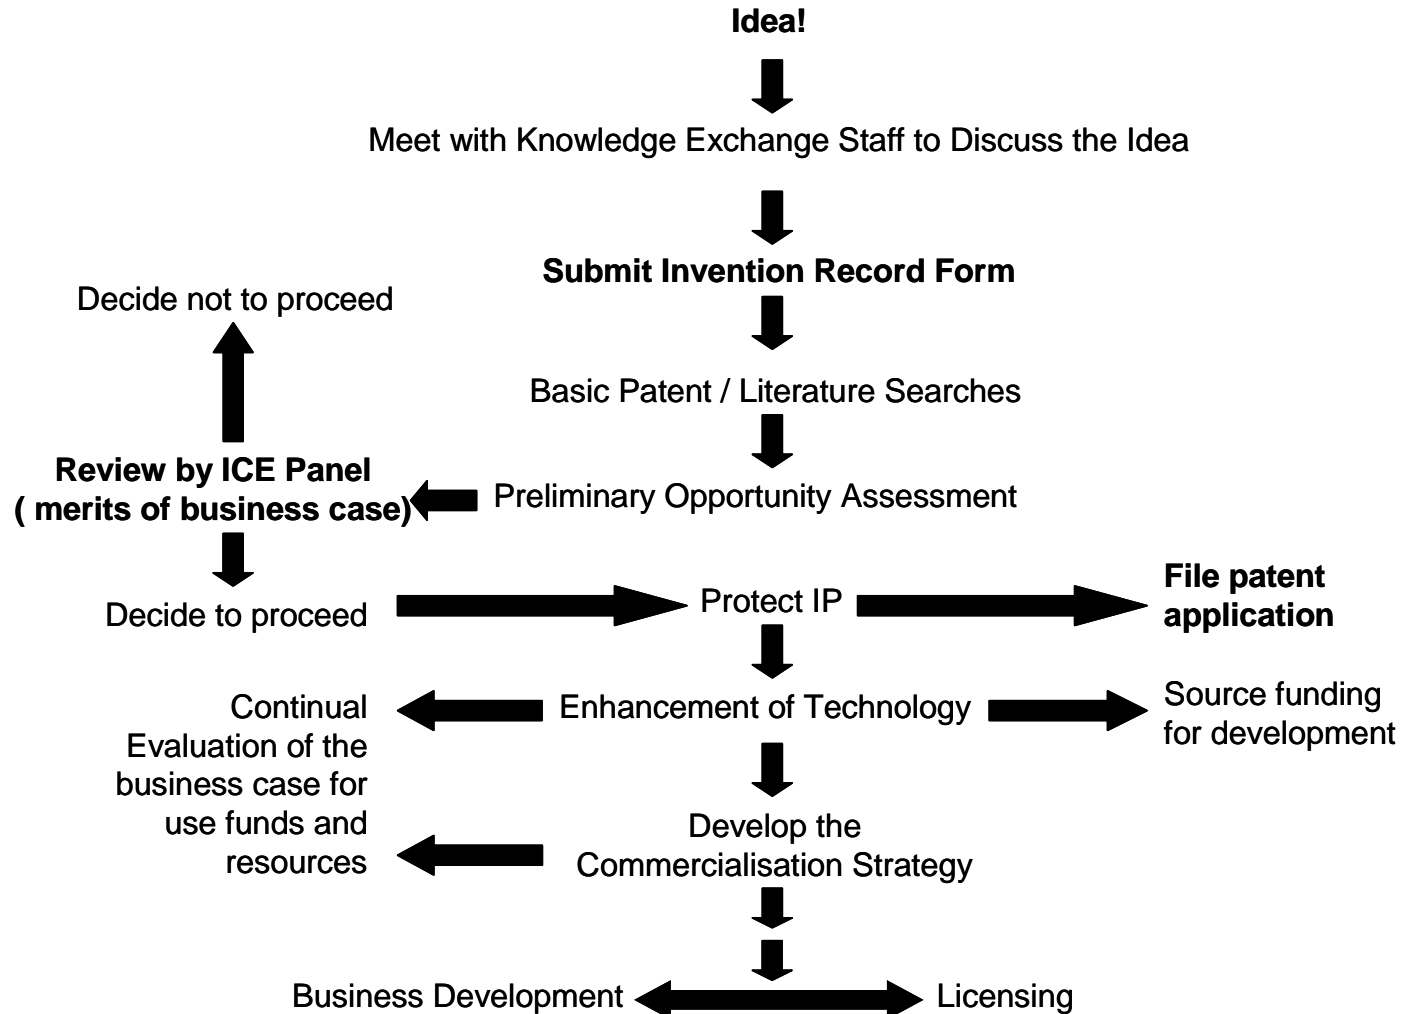 Idea!
Meet with Knowledge Exchange Staff to Discuss the Idea
Submit Invention Record Form
Decide not to proceed
Basic Patent / Literature Searches
Review by ICE Panel
( merits of business case)
Preliminary Opportunity Assessment
Decide to proceed
Protect IP
File patent
application
Continual
Evaluation of the
business case for
use funds and
resources
Enhancement of Technology
Source funding
for development
Develop the
Commercialisation Strategy
Business Development
Licensing